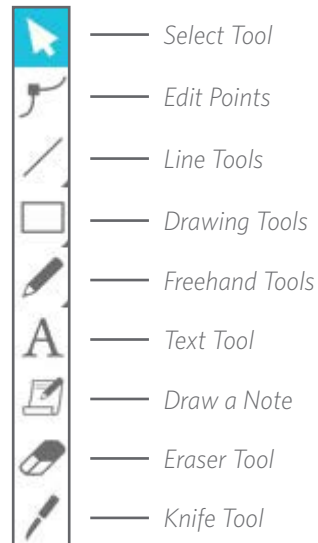 Select Tool
Edit Points
Line Tools
Drawing Tools
Freehand Tools
A
Text Tool
Draw a Note
Eraser Tool
Knife Tool